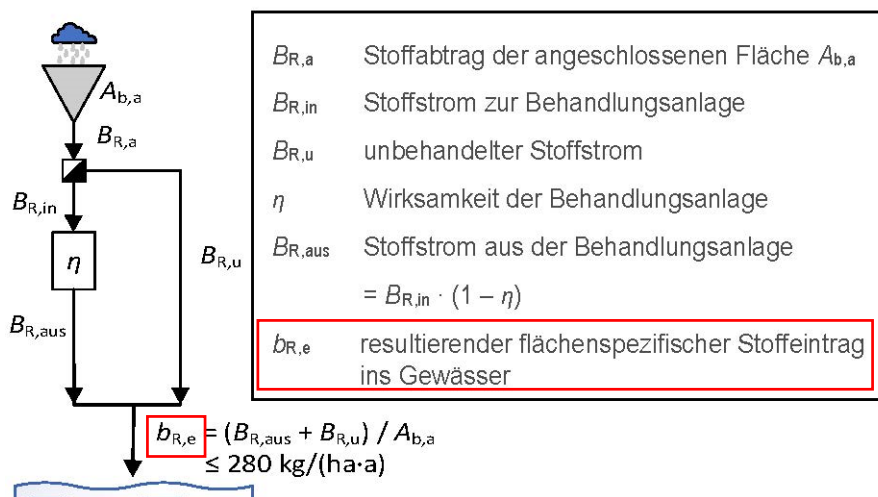 A_b,a
B_R,a
B_R,in
η
B_R,u
B_R,aus
b_R,e = (B_R,aus + B_R,u) / A_b,a
≤ 280 kg/(ha·a)
B_R,a Stoffabtrag der angeschlossenen Fläche A_b,a
B_R,in Stoffstrom zur Behandlungsanlage
B_R,u unbehandelter Stoffstrom
η Wirksamkeit der Behandlungsanlage
B_R,aus Stoffstrom aus der Behandlungsanlage
= B_R,in · (1 – η)
b_R,e resultierender flächenspezifischer Stoffeintrag
ins Gewässer